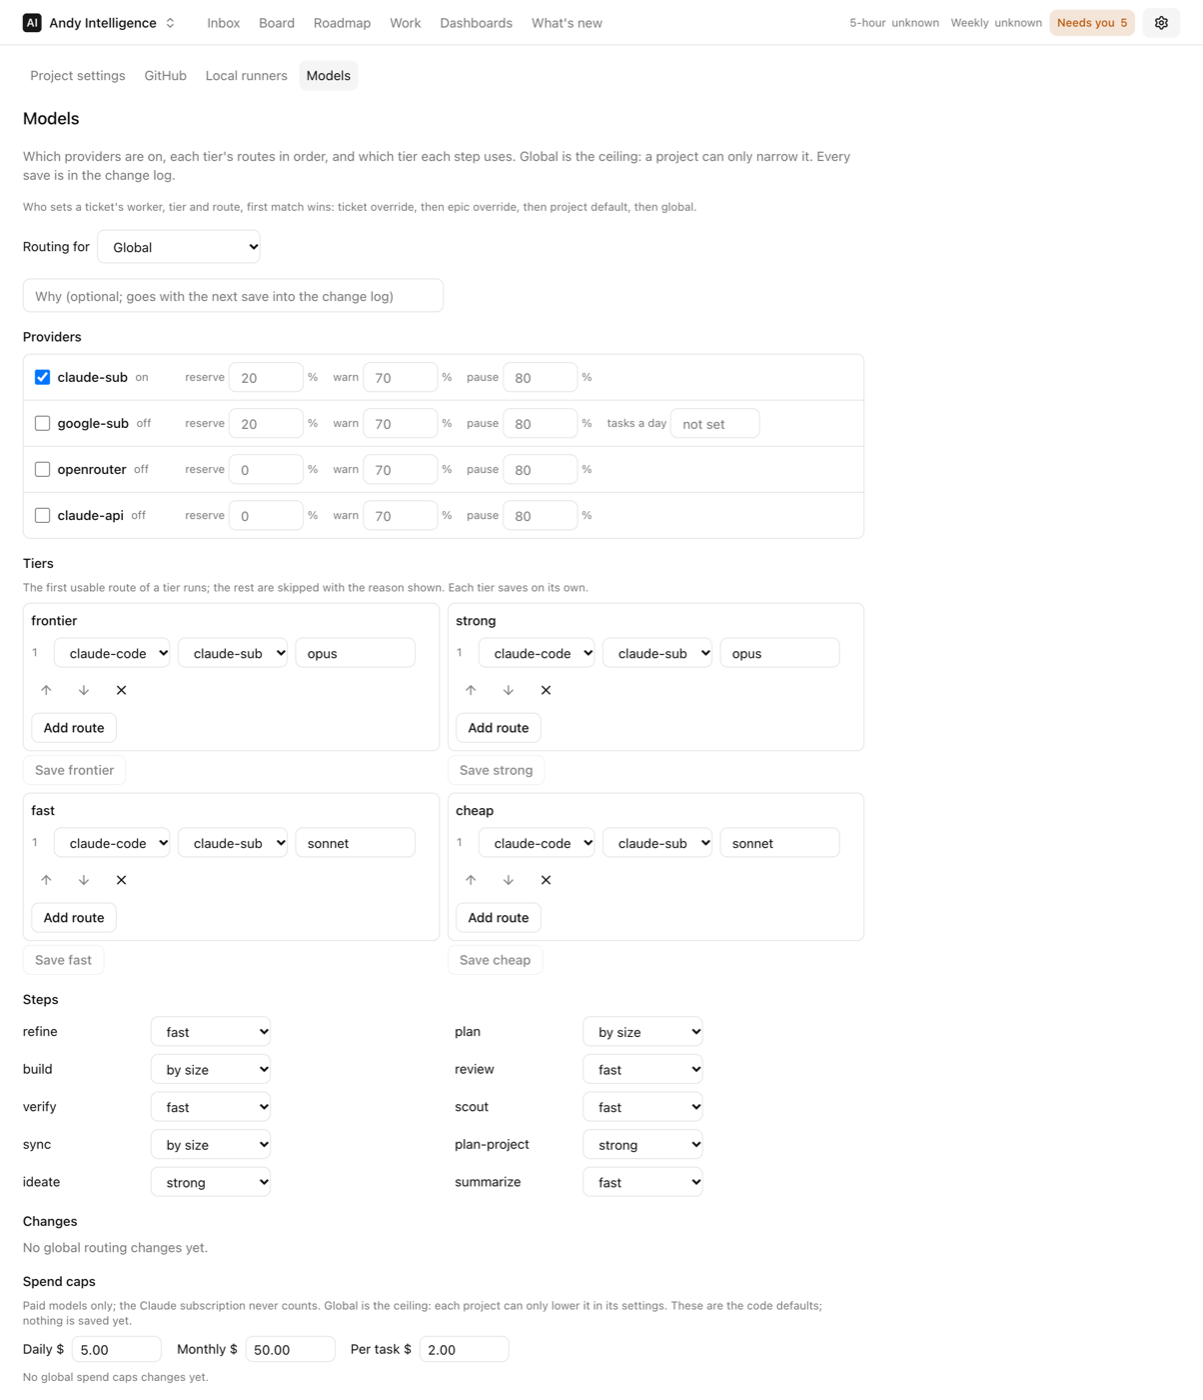 AI Andy Intelligence Inbox Board Roadmap Work Dashboards What's new 5-hour unknown Weekly unknown Needs you 5
Project settings GitHub Local runners Models
Models
Which providers are on, each tier's routes in order, and which tier each step uses. Global is the ceiling: a project can only narrow it. Every
save is in the change log.
Who sets a ticket's worker, tier and route, first match wins: ticket override, then epic override, then project default, then global.
Routing for Global
Why (optional; goes with the next save into the change log)
Providers
claude-sub on reserve 20 % warn 70 % pause 80 %
google-sub off reserve 20 % warn 70 % pause 80 % tasks a day not set
openrouter off reserve 0 % warn 70 % pause 80 %
claude-api off reserve 0 % warn 70 % pause 80 %
Tiers
The first usable route of a tier runs; the rest are skipped with the reason shown. Each tier saves on its own.
frontier
1 claude-code claude-sub opus
Add route
Save frontier
strong
1 claude-code claude-sub opus
Add route
Save strong
fast
1 claude-code claude-sub sonnet
Add route
Save fast
cheap
1 claude-code claude-sub sonnet
Add route
Save cheap
Steps
refine fast plan by size
build by size review fast
verify fast scout fast
sync by size plan-project strong
ideate strong summarize fast
Changes
No global routing changes yet.
Spend caps
Paid models only; the Claude subscription never counts. Global is the ceiling: each project can only lower it in its settings. These are the code defaults;
nothing is saved yet.
Daily $ 5.00 Monthly $ 50.00 Per task $ 2.00
No global spend caps changes yet.